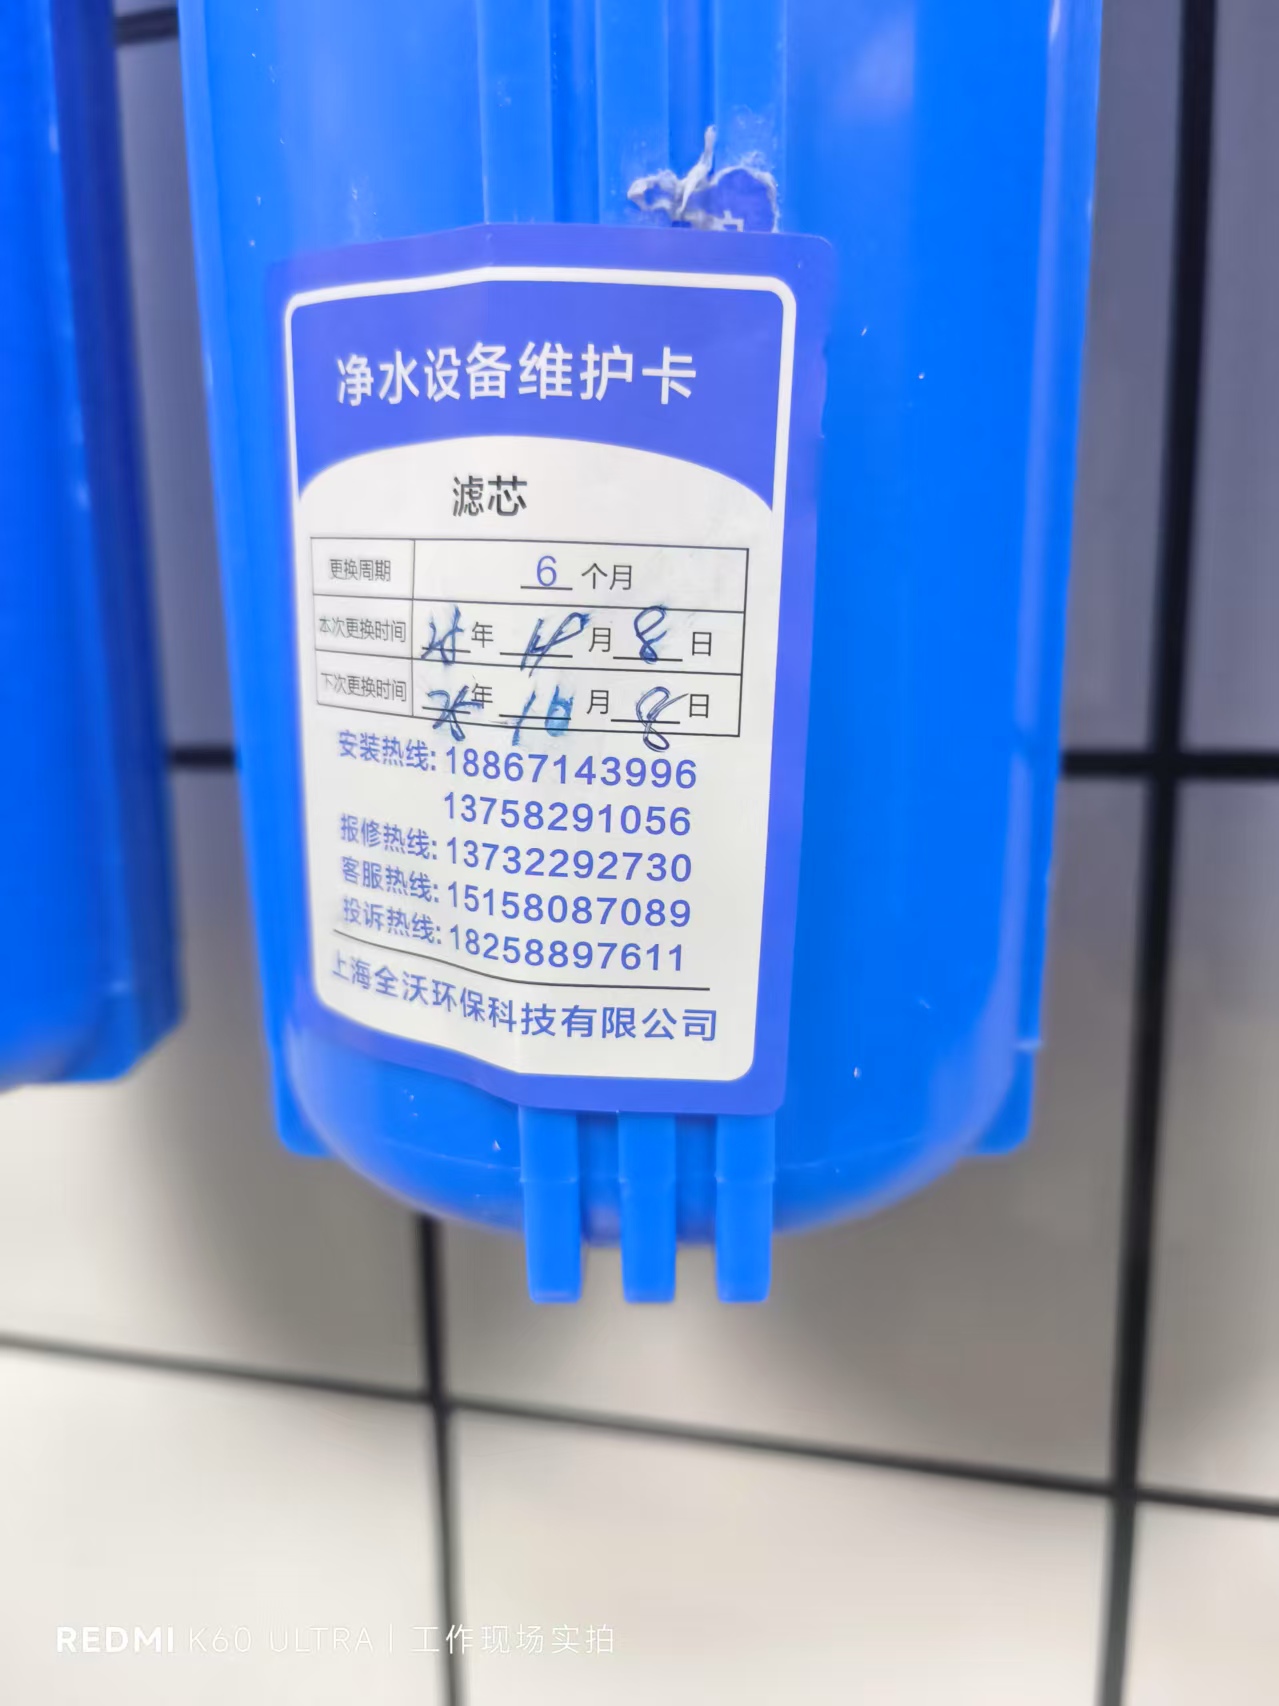 净水设备维护卡
滤芯
更换周期 6 个月
本次更换时间 25年 月 8 日
下次更换时间 25年 10 月 8 日
安装热线: 18867143996
13758291056
报修热线: 13732292730
客服热线: 15158087089
投诉热线: 18258897611
上海全沃环保科技有限公司
REDMI K60 ULTRA | 工作现场实拍